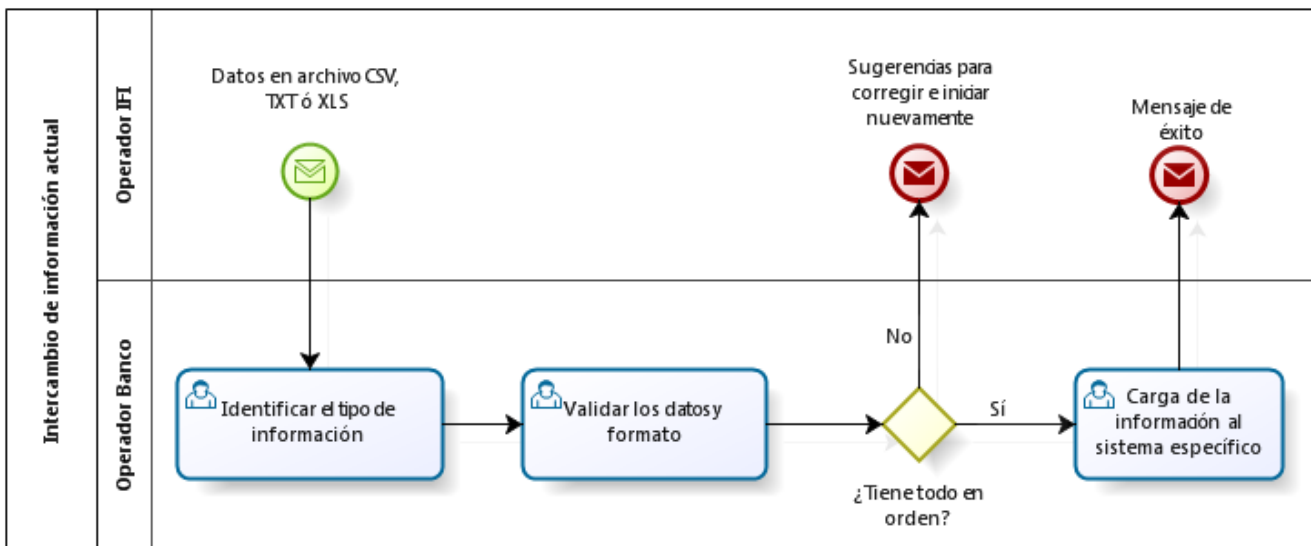 Intercambio de información actual
Operador IFI
Datos en archivo CSV,
TXT ó XLS
Sugerencias para
corregir e iniciar
nuevamente
Mensaje de
éxito
Operador Banco
Identificar el tipo de
información
Validar los datos y
formato
No
¿Tiene todo en
orden?
Sí
Carga de la
información al
sistema específico